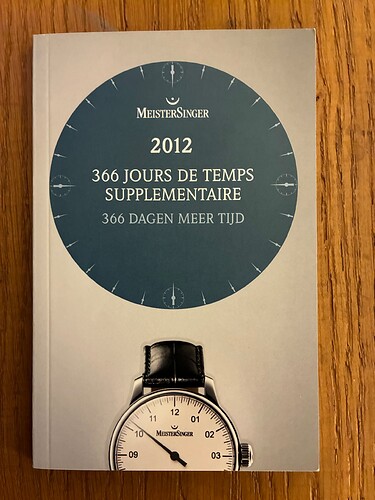 MEISTERSINGER
2012
366 JOURS DE TEMPS
SUPPLEMENTAIRE
366 DAGEN MEER TIJD
12
11 01
10 MEISTERSINGER 02
09 03